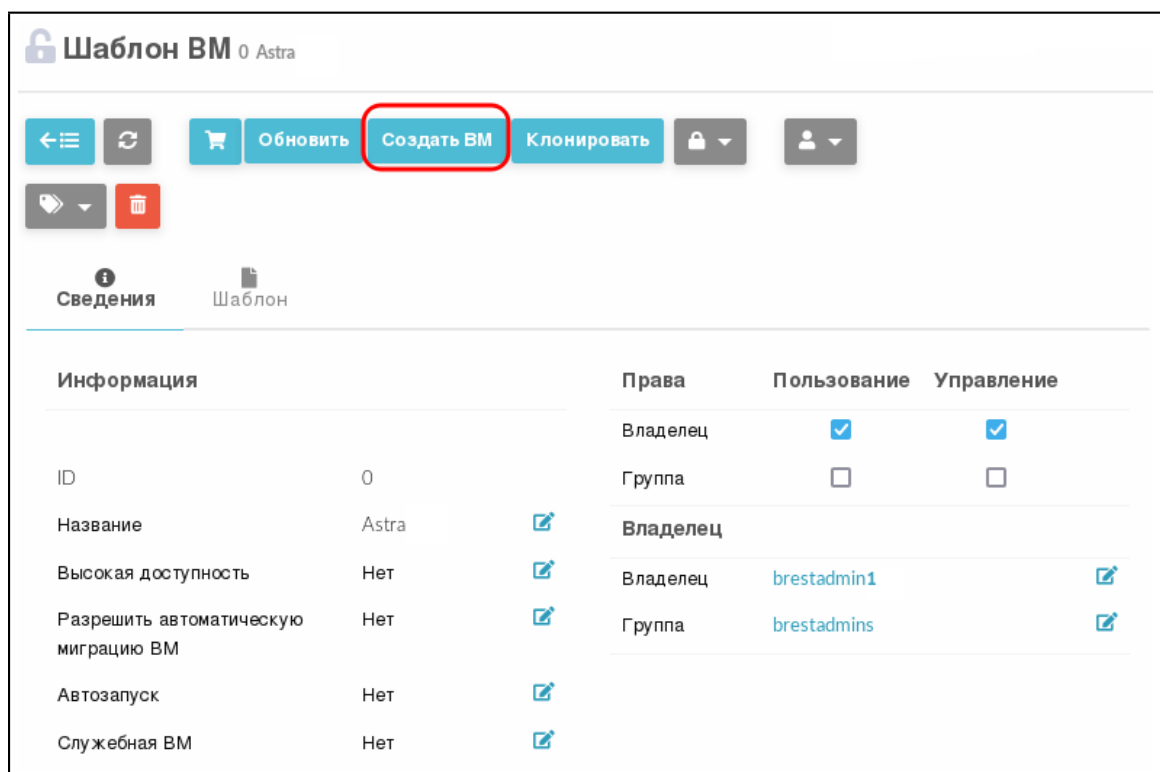 Шаблон ВМ 0 Astra
Обновить Создать ВМ Клонировать
Сведения Шаблон
Информация
ID 0
Название Astra
Высокая доступность Нет
Разрешить автоматическую Нет
миграцию ВМ
Автозапуск Нет
Служебная ВМ Нет
Права Пользование Управление
Владелец
Группа
Владелец
Владелец brestadmin1
Группа brestadmins